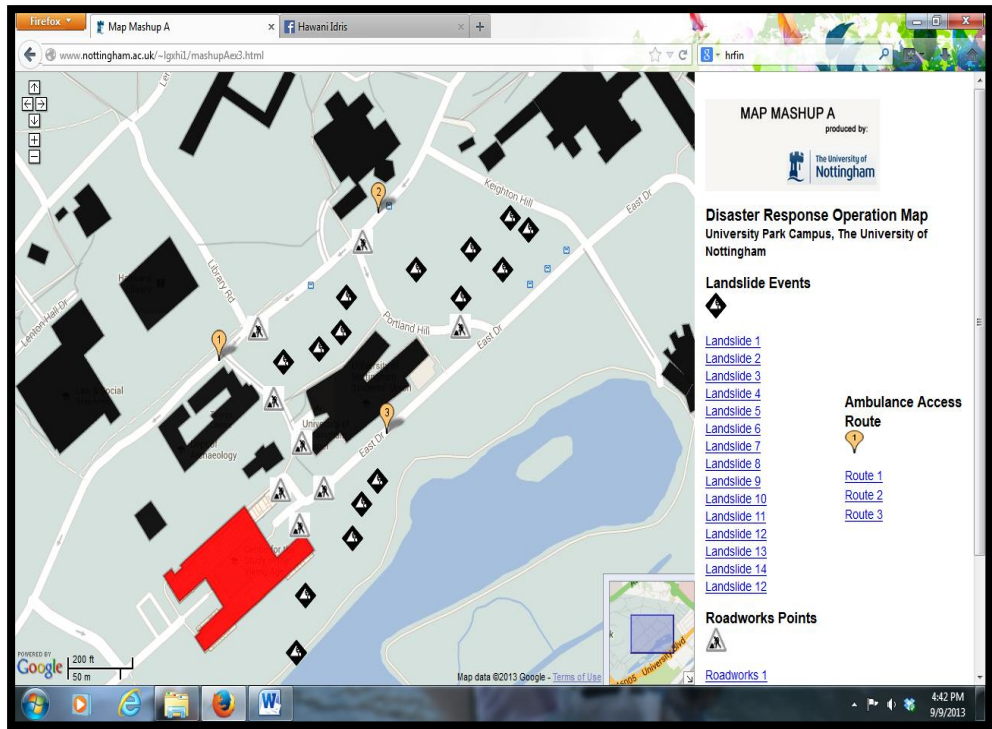 Firefox
Map Mashup A
Hawani Idris
www.nottingham.ac.uk/~lgxhi1/mashupAex3.html
hrfin
MAP MASHUP A
produced by:
The University of
Nottingham
Disaster Response Operation Map
University Park Campus, The University of
Nottingham
Landslide Events
Landslide 1
Landslide 2
Landslide 3
Landslide 4
Landslide 5
Landslide 6
Landslide 7
Landslide 8
Landslide 9
Landslide 10
Landslide 11
Landslide 12
Landslide 13
Landslide 14
Landslide 12
Ambulance Access
Route
1
Route 1
Route 2
Route 3
Roadworks Points
Roadworks 1
Keighton Hill
East Dr
2
Library Rd
Lenton Hall Dr
Portland Hill
East Dr
1
3
East Dr
Archaeology
University Blvd
POWERED BY
Google
200 ft
50 m
Map data ©2013 Google - Terms of Use
4:42 PM
9/9/2013